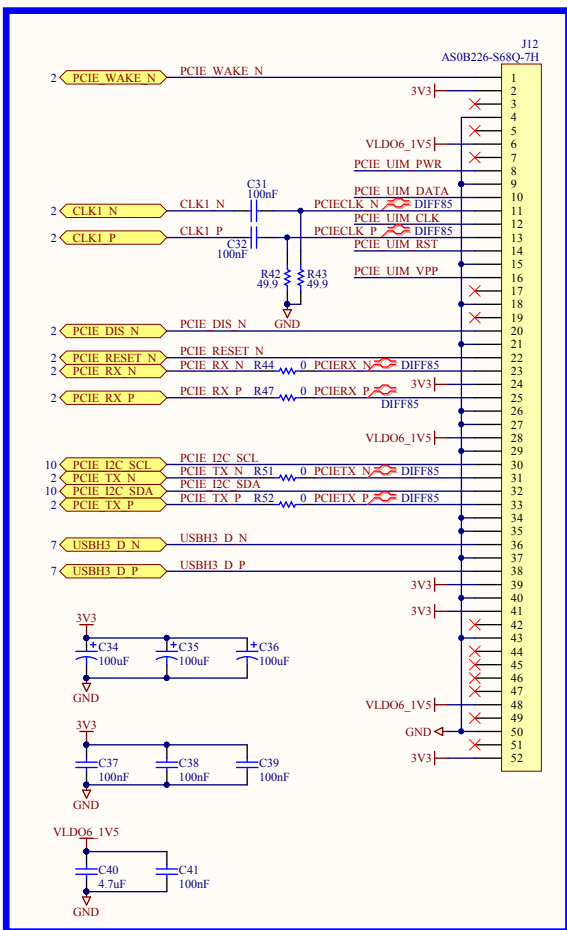 J12
AS0B226-S68Q-7H
2 PCIE_WAKE_N PCIE_WAKE_N 1
3V3 2
3
4
5
VLDO6_1V5 6
7
PCIE_UIM_PWR 8
9
C31
100nF
PCIE_UIM_DATA 10
2 CLK1_N CLK1_N PCIECLK_N DIFF85 11
PCIE_UIM_CLK 12
2 CLK1_P CLK1_P PCIECLK_P DIFF85 13
C32
100nF
PCIE_UIM_RST 14
15
R42 R43
49.9 49.9
PCIE_UIM_VPP 16
17
18
GND
19
2 PCIE_DIS_N PCIE_DIS_N 20
21
2 PCIE_RESET_N PCIE_RESET_N 22
2 PCIE_RX_N PCIE_RX_N R44 0 PCIERX_N DIFF85 23
3V3 24
2 PCIE_RX_P PCIE_RX_P R47 0 PCIERX_P 25
DIFF85
26
27
VLDO6_1V5 28
29
10 PCIE_I2C_SCL PCIE_I2C_SCL 30
2 PCIE_TX_N PCIE_TX_N R51 0 PCIETX_N DIFF85 31
10 PCIE_I2C_SDA PCIE_I2C_SDA 32
2 PCIE_TX_P PCIE_TX_P R52 0 PCIETX_P DIFF85 33
34
35
7 USBH3_D_N USBH3_D_N 36
37
7 USBH3_D_P USBH3_D_P 38
3V3 39
40
3V3 41
42
43
44
45
46
47
VLDO6_1V5 48
49
GND 50
51
3V3 52
3V3
+ C34 + C35 + C36
100uF 100uF 100uF
GND
3V3
C37 C38 C39
100nF 100nF 100nF
GND
VLDO6_1V5
C40 C41
4.7uF 100nF
GND